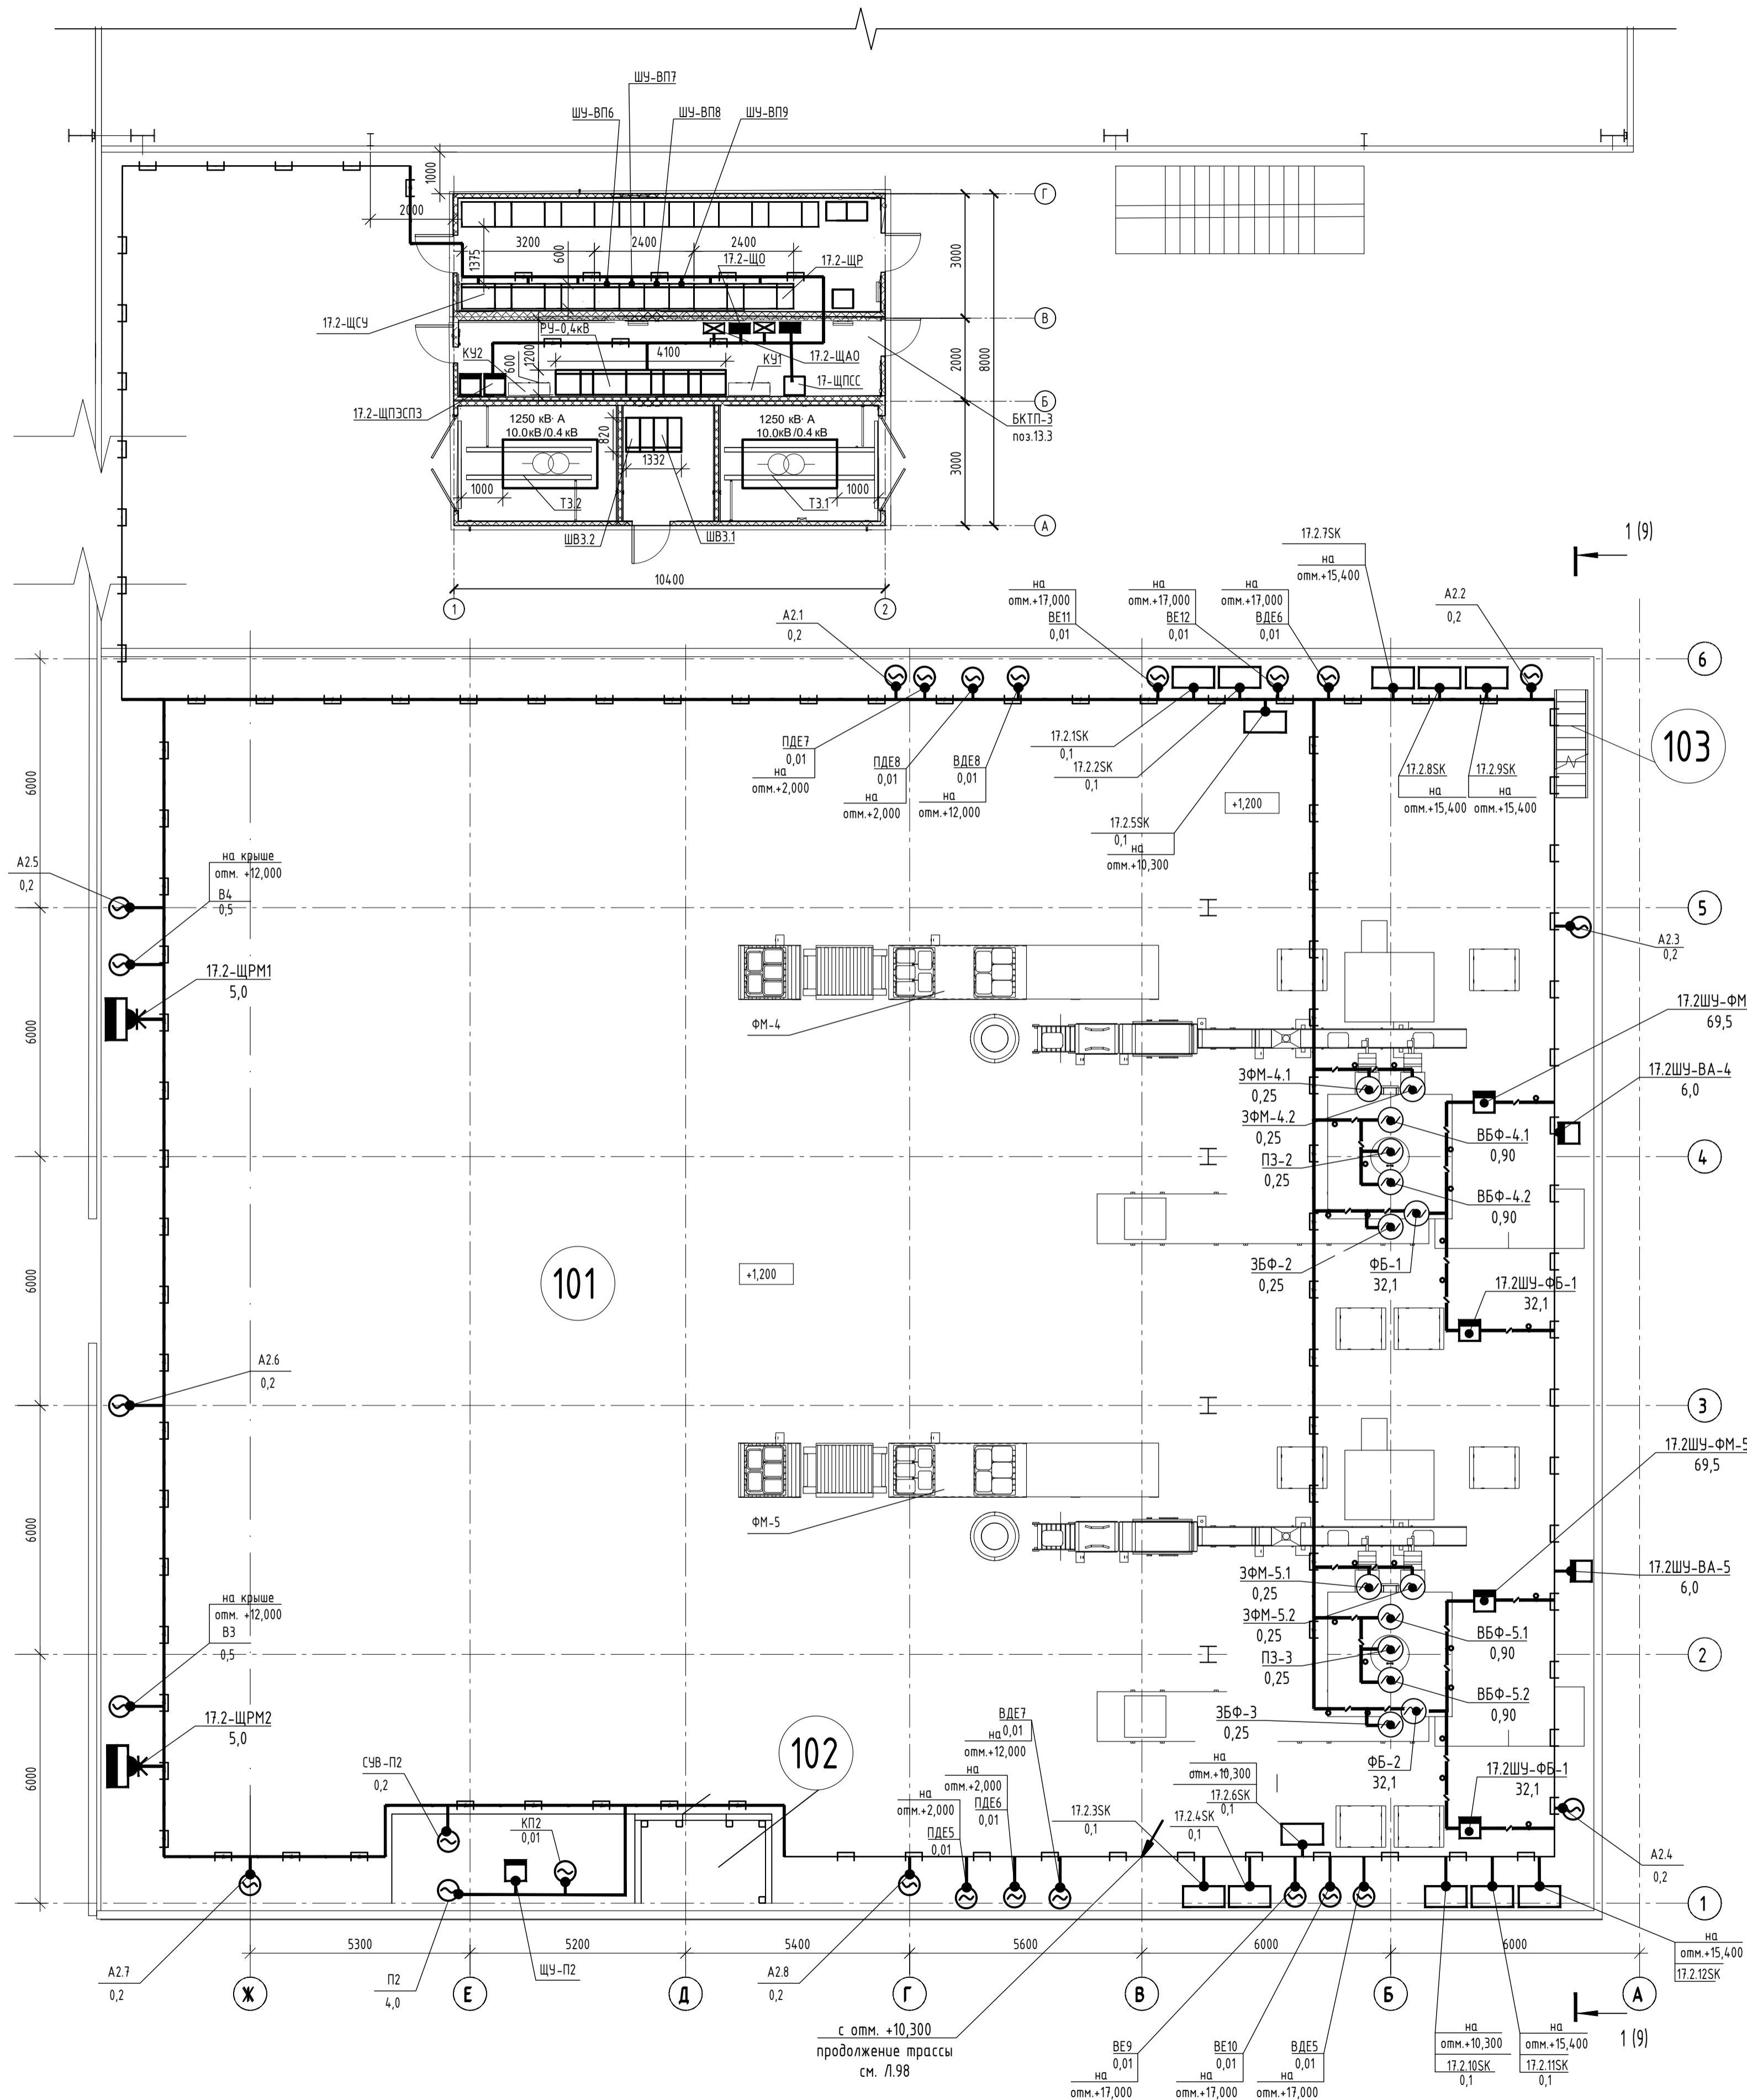 ШУ-ВП7
ШУ-ВП6
ШУ-ВП8
ШУ-ВП9
1000
2000
Г
3200
2400
2400
1375
600
17.2-ЩО
17.2-ЩР
3000
17.2-ЩСУ
В
РУ-0,4кВ
КУ2
600
1200
4100
КУ1
17.2-ЩАО
2000
8000
17-ЩПСС
17.2-ЩПЭСПЗ
Б
БКТП-3
поз.13.3
1250 кВ·А
10.0кВ/0.4 кВ
820
1250 кВ·А
10.0кВ/0.4 кВ
1332
3000
1000
Т3.2
Т3.1
1000
ШВ3.2
ШВ3.1
А
10400
1
2
1 (9)
17.2.7SK
на
отм.+15,400
на
отм.+17,000
ВЕ11
0,01
на
отм.+17,000
ВЕ12
0,01
на
отм.+17,000
ВДЕ6
0,01
А2.1
0,2
А2.2
0,2
6
ПДЕ7
0,01
на
отм.+2,000
ПДЕ8
0,01
на
отм.+2,000
ВДЕ8
0,01
на
отм.+12,000
17.2.1SK
0,1
17.2.2SK
0,1
17.2.5SK
0,1
на
отм.+10,300
+1,200
17.2.8SK
на
отм.+15,400
17.2.9SK
на
отм.+15,400
103
6000
А2.5
0,2
на крыше
отм. +12,000
В4
0,5
5
А2.3
0,2
17.2-ЩРМ1
5,0
6000
ФМ-4
17.2ШУ-ФМ
69,5
17.2ШУ-ВА-4
6,0
ЗФМ-4.1
0,25
ЗФМ-4.2
0,25
ПЗ-2
0,25
ВБФ-4.1
0,90
4
ВБФ-4.2
0,90
ЗБФ-2
0,25
ФБ-1
32,1
17.2ШУ-ФБ-1
32,1
101
+1,200
6000
А2.6
0,2
3
17.2ШУ-ФМ-5
69,5
6000
ФМ-5
17.2ШУ-ВА-5
6,0
ЗФМ-5.1
0,25
ЗФМ-5.2
0,25
ПЗ-3
0,25
ВБФ-5.1
0,90
2
ВБФ-5.2
0,90
на крыше
отм. +12,000
В3
0,5
17.2-ЩРМ2
5,0
6000
ЗБФ-3
0,25
ФБ-2
32,1
17.2ШУ-ФБ-1
32,1
102
СУВ-П2
0,2
КП2
0,01
ВДЕ7
0,01
на
отм.+12,000
на
отм.+2,000
ПДЕ6
0,01
на
отм.+2,000
ПДЕ5
0,01
на
отм.+10,300
17.2.6SK
0,1
17.2.3SK
0,1
17.2.4SK
0,1
А2.4
0,2
1
5300
5200
5400
5600
6000
6000
на
отм.+15,400
17.2.12SK
А2.7
0,2
Ж
П2
4,0
Е
ЩУ-П2
Д
А2.8
0,2
Г
В
Б
А
с отм. +10,300
продолжение трассы
см. Л.98
ВЕ9
0,01
на
отм.+17,000
ВЕ10
0,01
на
отм.+17,000
ВДЕ5
0,01
на
отм.+17,000
на
отм.+10,300
17.2.10SK
0,1
на
отм.+15,400
17.2.11SK
0,1
1 (9)